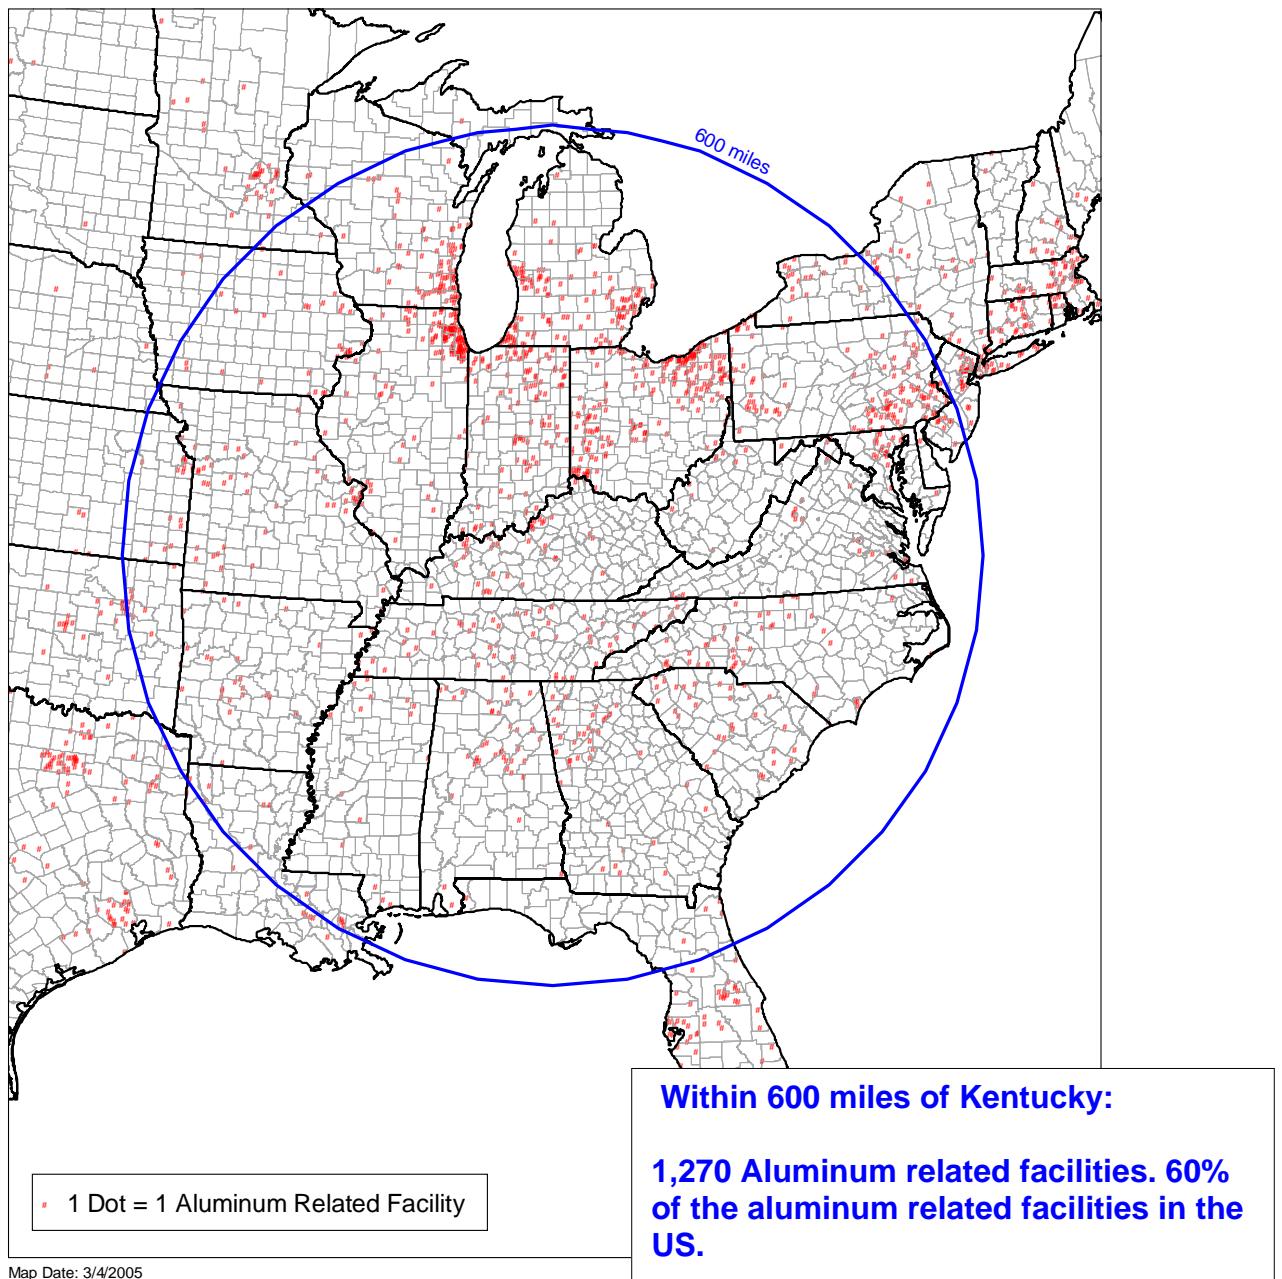 600 miles
Within 600 miles of Kentucky:
1,270 Aluminum related facilities. 60%
of the aluminum related facilities in the
US.
1 Dot = 1 Aluminum Related Facility
Map Date: 3/4/2005